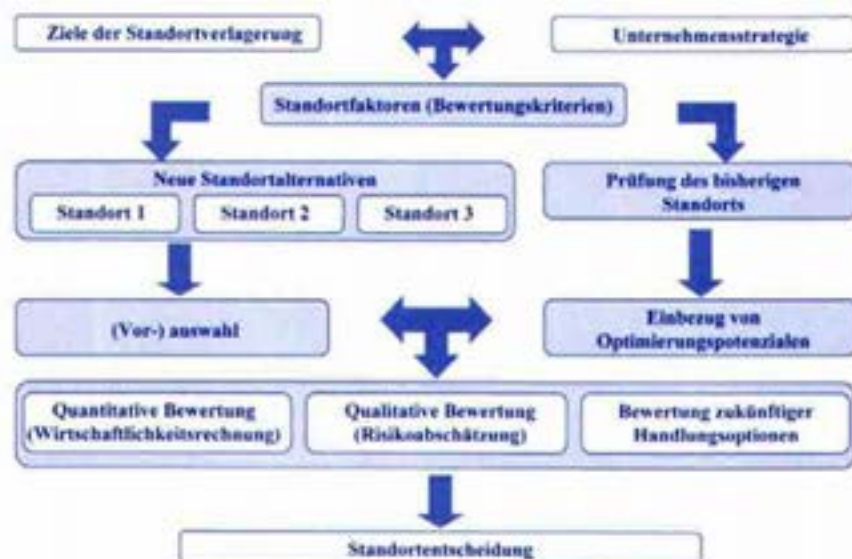 Ziele der Standortverlagerung
Unternehmensstrategie
Standortfaktoren (Bewertungskriterien)
Neue Standortalternativen
Standort 1
Standort 2
Standort 3
Prüfung des bisherigen
Standorts
(Vor-) auswahl
Einbezug von
Optimierungspotenzialen
Quantitative Bewertung
(Wirtschaftlichkeitsrechnung)
Qualitative Bewertung
(Risikoabschätzung)
Bewertung zukünftiger
Handlungsoptionen
Standortentscheidung